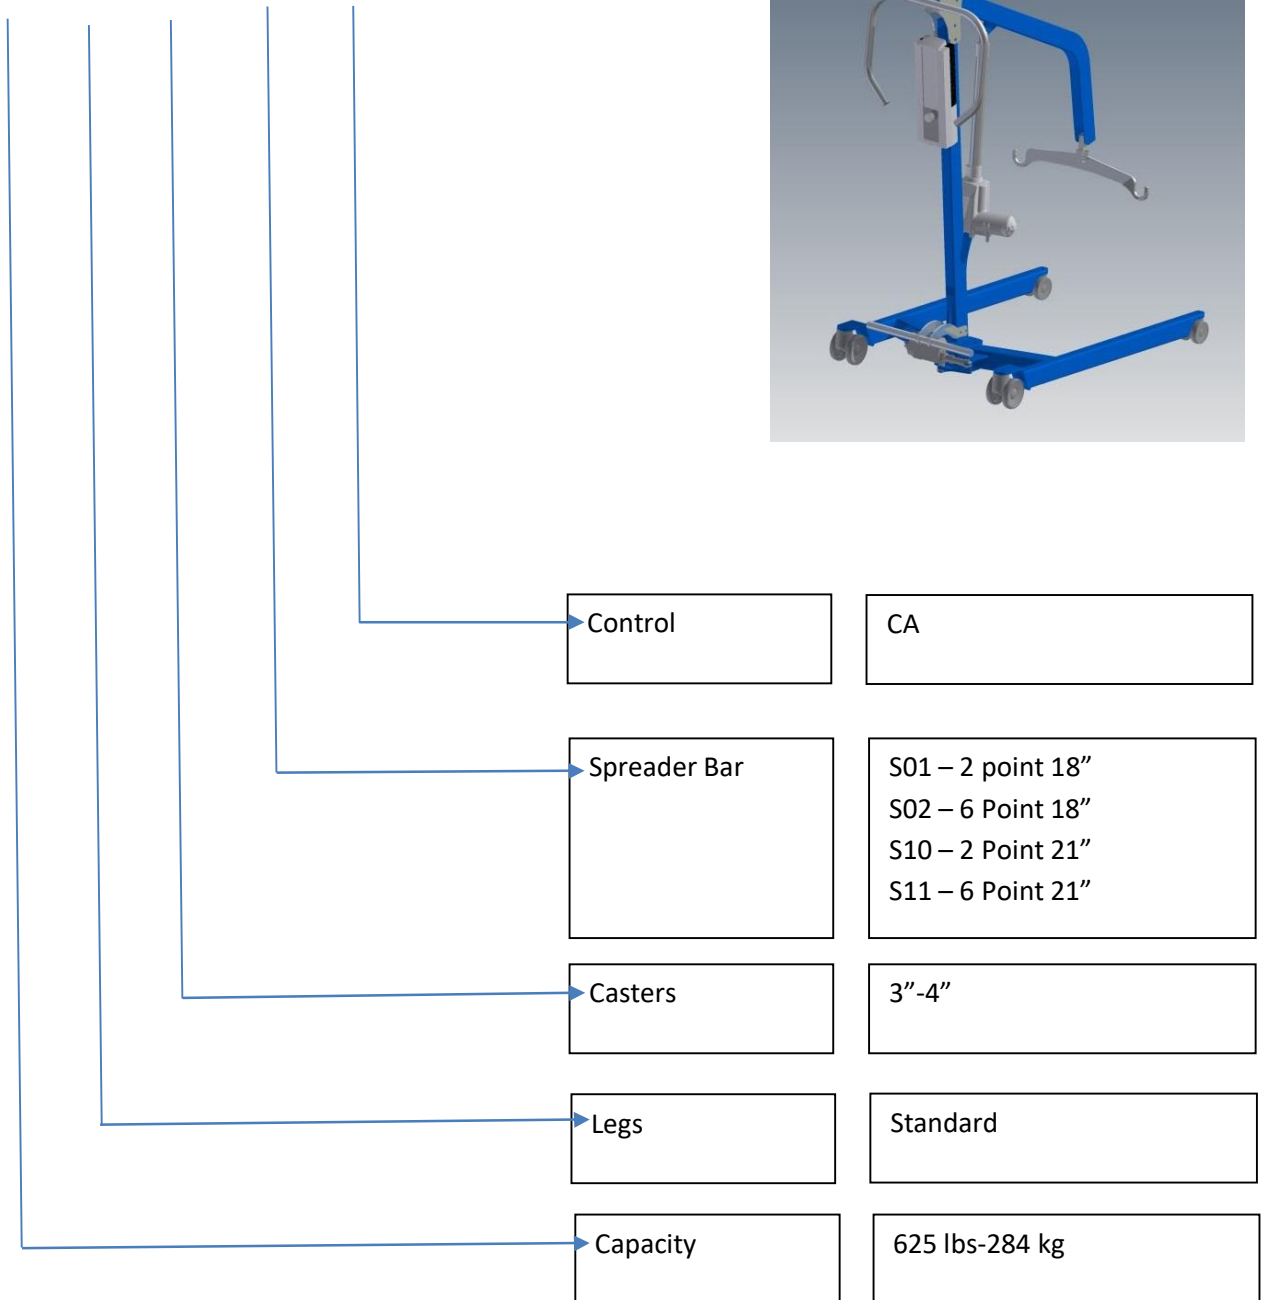 Control
CA
Spreader Bar
S01 – 2 point 18”
S02 – 6 Point 18”
S10 – 2 Point 21”
S11 – 6 Point 21”
Casters
3”-4”
Legs
Standard
Capacity
625 lbs-284 kg